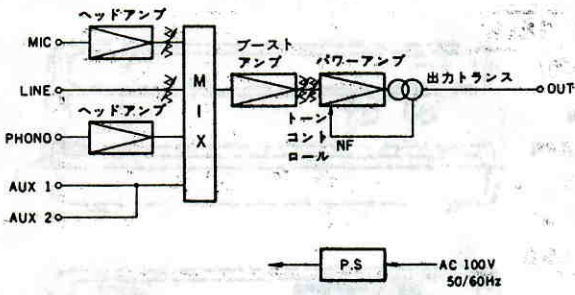 ヘッドアンプ
MIC
LINE
ヘッドアンプ
PHONO
AUX 1
AUX 2
MIX
ブースト
アンプ
パワーアンプ
トーン
コント
ロール
NF
出力トランス
OUT
P.S
AC 100V
50/60Hz